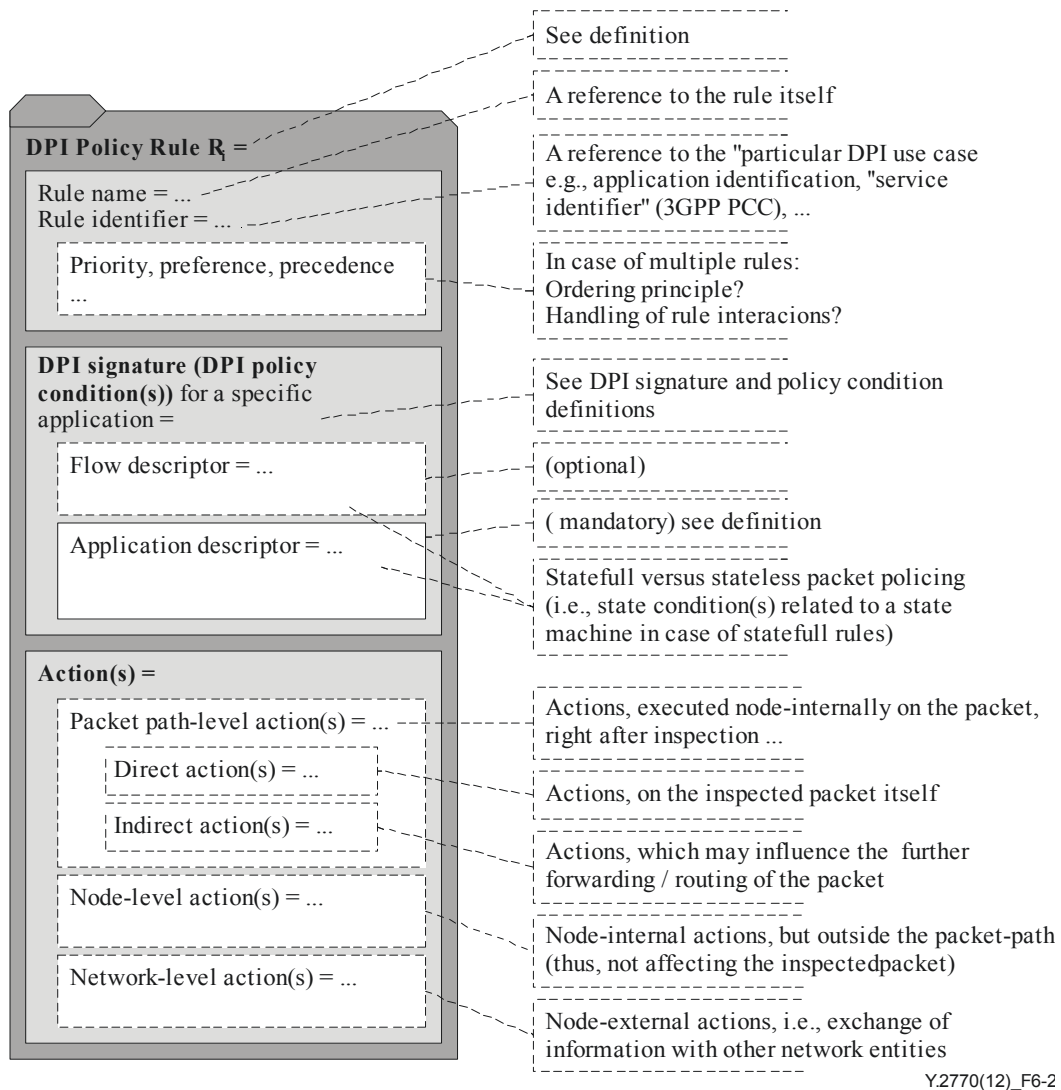 See definition
A reference to the rule itself
DPI Policy Rule Ri =
A reference to the "particular DPI use case
e.g., application identification, "service
identifier" (3GPP PCC), ...
Rule name = ...
Rule identifier = ...
Priority, preference, precedence
...
In case of multiple rules:
Ordering principle?
Handling of rule interacions?
DPI signature (DPI policy
condition(s)) for a specific
application =
See DPI signature and policy condition
definitions
Flow descriptor = ...
(optional)
Application descriptor = ...
( mandatory) see definition
Statefull versus stateless packet policing
(i.e., state condition(s) related to a state
machine in case of statefull rules)
Action(s) =
Packet path-level action(s) = ...
Actions, executed node-internally on the packet,
right after inspection ...
Direct action(s) = ...
Actions, on the inspected packet itself
Indirect action(s) = ...
Actions, which may influence the further
forwarding / routing of the packet
Node-level action(s) = ...
Node-internal actions, but outside the packet-path
(thus, not affecting the inspectedpacket)
Network-level action(s) = ...
Node-external actions, i.e., exchange of
information with other network entities
Y.2770(12)_F6-2